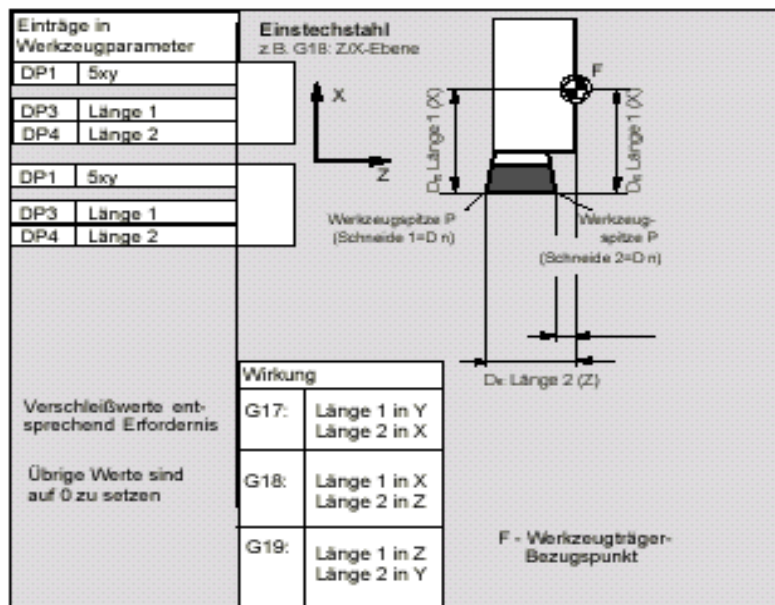 Einträge in
Werkzeugparameter
DP1 5xy
DP3 Länge 1
DP4 Länge 2
DP1 5xy
DP3 Länge 1
DP4 Länge 2
Einstechstahl
z.B. G18: Z/X-Ebene
X
Z
F
Länge 1 (X)
Länge 1 (X)
Werkzeugspitze P
(Schneide 1=D n)
Werkzeug-
spitze P
(Schneide 2=D n)
Länge 2 (Z)
Verschleißwerte ent-
sprechend Erfordernis
Übrige Werte sind
auf 0 zu setzen
Wirkung
G17: Länge 1 in Y
Länge 2 in X
G18: Länge 1 in X
Länge 2 in Z
G19: Länge 1 in Z
Länge 2 in Y
F - Werkzeugträger-
Bezugspunkt